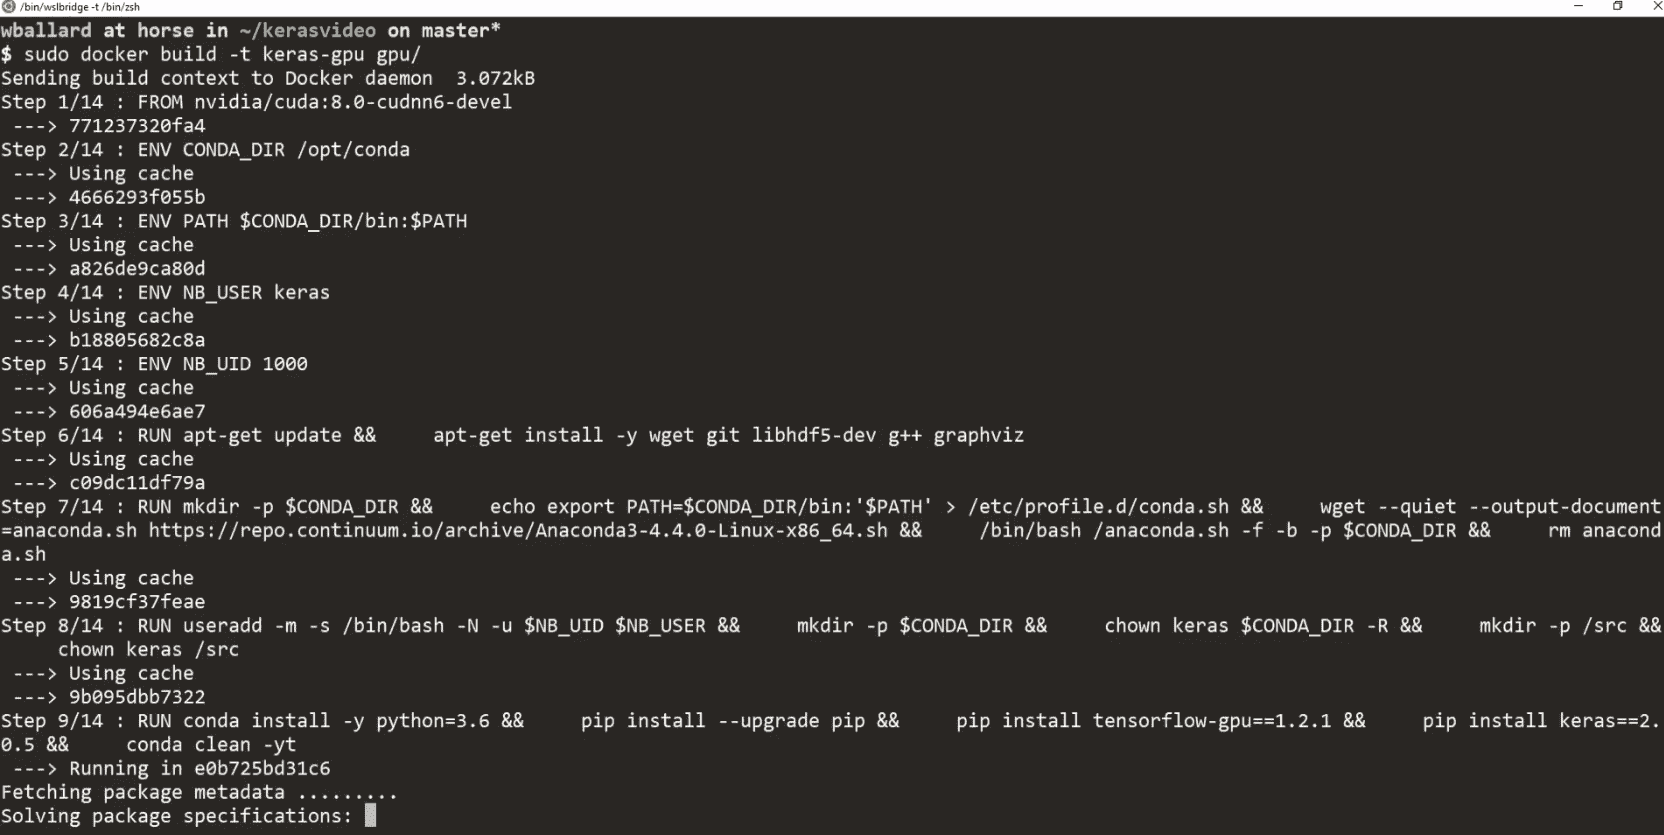 /bin/wslbridge -t /bin/zsh
wballard at horse in ~/kerasvideo on master*
$ sudo docker build -t keras-gpu gpu/
Sending build context to Docker daemon  3.072kB
Step 1/14 : FROM nvidia/cuda:8.0-cudnn6-devel
 ---> 771237320fa4
Step 2/14 : ENV CONDA_DIR /opt/conda
 ---> Using cache
 ---> 4666293f055b
Step 3/14 : ENV PATH $CONDA_DIR/bin:$PATH
 ---> Using cache
 ---> a826de9ca80d
Step 4/14 : ENV NB_USER keras
 ---> Using cache
 ---> b18805682c8a
Step 5/14 : ENV NB_UID 1000
 ---> Using cache
 ---> 606a494e6ae7
Step 6/14 : RUN apt-get update &&     apt-get install -y wget git libhdf5-dev g++ graphviz
 ---> Using cache
 ---> c09dc11df79a
Step 7/14 : RUN mkdir -p $CONDA_DIR &&     echo export PATH=$CONDA_DIR/bin:'$PATH' > /etc/profile.d/conda.sh &&     wget --quiet --output-document
=anaconda.sh https://repo.continuum.io/archive/Anaconda3-4.4.0-Linux-x86_64.sh &&     /bin/bash /anaconda.sh -f -b -p $CONDA_DIR &&     rm anacond
a.sh
 ---> Using cache
 ---> 9819cf37feae
Step 8/14 : RUN useradd -m -s /bin/bash -N -u $NB_UID $NB_USER &&     mkdir -p $CONDA_DIR &&     chown keras $CONDA_DIR -R &&     mkdir -p /src &&
     chown keras /src
 ---> Using cache
 ---> 9b095dbb7322
Step 9/14 : RUN conda install -y python=3.6 &&     pip install --upgrade pip &&     pip install tensorflow-gpu==1.2.1 &&     pip install keras==2.
0.5 &&     conda clean -yt
 ---> Running in e0b725bd31c6
Fetching package metadata .........
Solving package specifications: